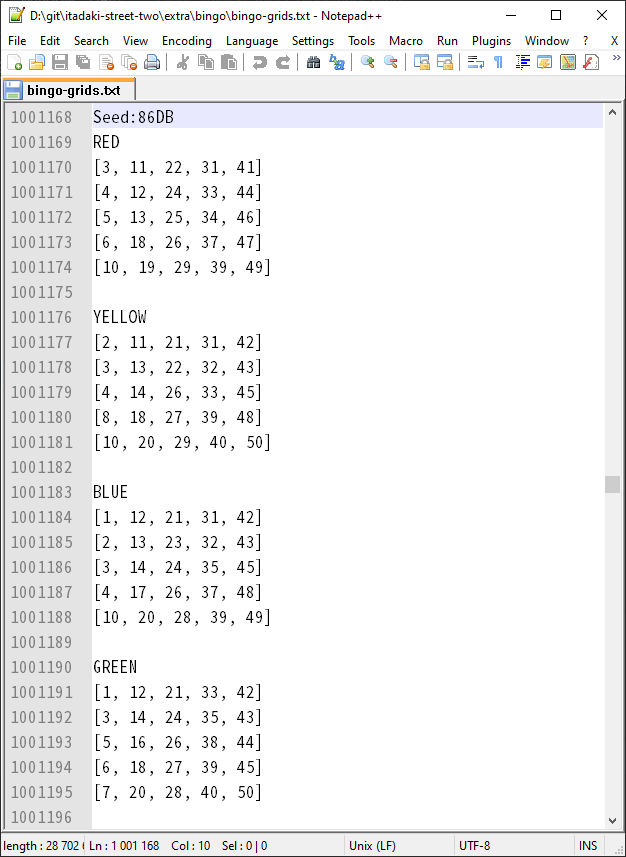 D:\git\itadaki-street-two\extra\bingo\bingo-grids.txt - Notepad++
File Edit Search View Encoding Language Settings Tools Macro Run Plugins Window ? X
bingo-grids.txt
1001168 Seed:86DB
1001169 RED
1001170 [3, 11, 22, 31, 41]
1001171 [4, 12, 24, 33, 44]
1001172 [5, 13, 25, 34, 46]
1001173 [6, 18, 26, 37, 47]
1001174 [10, 19, 29, 39, 49]
1001175
1001176 YELLOW
1001177 [2, 11, 21, 31, 42]
1001178 [3, 13, 22, 32, 43]
1001179 [4, 14, 26, 33, 45]
1001180 [8, 18, 27, 39, 48]
1001181 [10, 20, 29, 40, 50]
1001182
1001183 BLUE
1001184 [1, 12, 21, 31, 42]
1001185 [2, 13, 23, 32, 43]
1001186 [3, 14, 24, 35, 45]
1001187 [4, 17, 26, 37, 48]
1001188 [10, 20, 28, 39, 49]
1001189
1001190 GREEN
1001191 [1, 12, 21, 33, 42]
1001192 [3, 14, 24, 35, 43]
1001193 [5, 16, 26, 38, 44]
1001194 [6, 18, 27, 39, 45]
1001195 [7, 20, 28, 40, 50]
1001196
length : 28 702 Ln : 1 001 168 Col : 10 Sel : 0 | 0 Unix (LF) UTF-8 INS